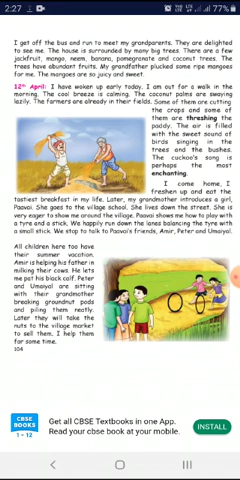 2:27
77%
I get off the bus and run to meet my grandparents. They are delighted
to see me. The house is surrounded by many big trees. There are a few
jackfruit, mango, neem, banana, pomegranate and coconut trees. The
trees have abundant fruits. My grandfather plucked some ripe mangoes
for me. The mangoes are so juicy and sweet.
12th April: I have woken up early today. I am out for a walk in the
morning. The cool breeze is calming. The coconut palms are swaying
lazily. The farmers are already in their fields. Some of them are cutting
the crops and some of
them are threshing the
paddy. The air is filled
with the sweet sound of
birds singing in the
trees and the bushes.
The cuckoo's song is
perhaps the most
enchanting.
I come home, I
freshen up and eat the
tastiest breakfast in my life. Later, my grandmother introduces a girl,
Paavai. She goes to the village school. She lives down the street. She is
very eager to show me around the village. Paavai shows me how to play with
a tyre and a stick. We happily run down the lanes balancing the tyre with
a small stick. We stop to talk to Paavai's friends, Amir, Peter and Umaiyal.
All children here too have
their summer vacation.
Amir is helping his father in
milking their cows. He lets
me pat his black calf. Peter
and Umaiyal are sitting
with their grandmother
breaking groundnut pods
and piling them neatly.
Later they will take the
nuts to the village market
to sell them. I help them
for some time.
104
CBSE
BOOKS
1 - 12
Get all CBSE Textbooks in one App.
Read your cbse book at your mobile.
INSTALL